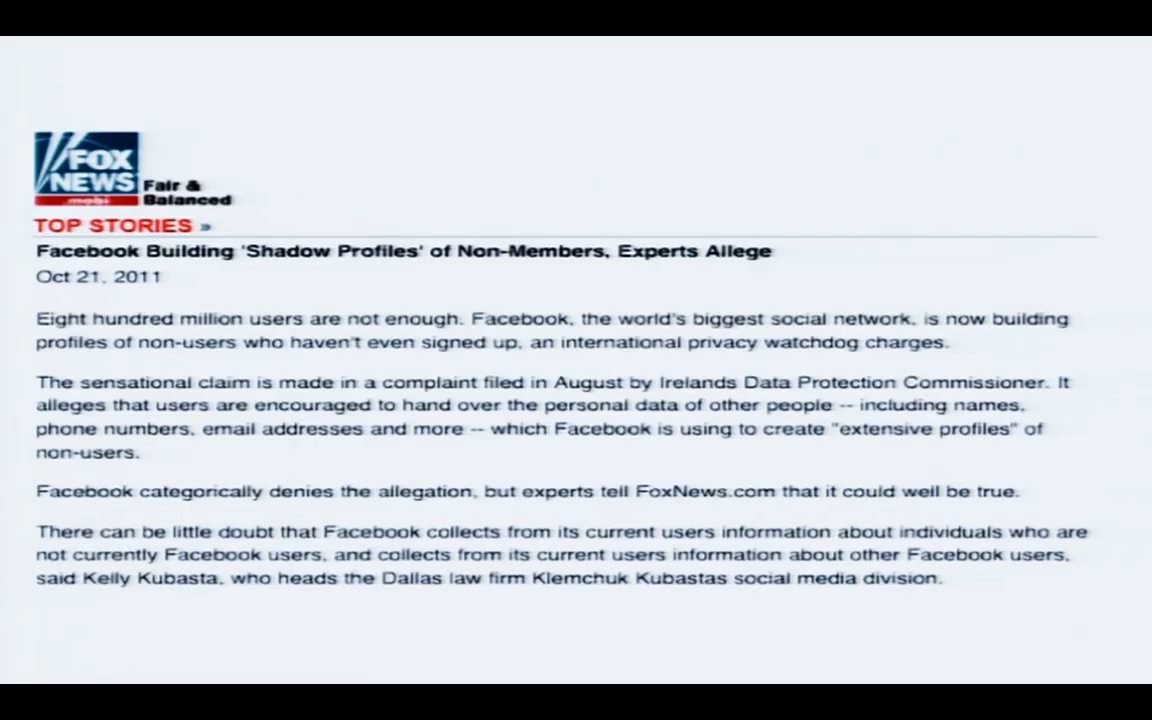 FOX
NEWS
.mobi
Fair &
Balanced
TOP STORIES »
Facebook Building 'Shadow Profiles' of Non-Members, Experts Allege
Oct 21, 2011
Eight hundred million users are not enough. Facebook, the world's biggest social network, is now building
profiles of non-users who haven't even signed up, an international privacy watchdog charges.
The sensational claim is made in a complaint filed in August by Irelands Data Protection Commissioner. It
alleges that users are encouraged to hand over the personal data of other people -- including names,
phone numbers, email addresses and more -- which Facebook is using to create "extensive profiles" of
non-users.
Facebook categorically denies the allegation, but experts tell FoxNews.com that it could well be true.
There can be little doubt that Facebook collects from its current users information about individuals who are
not currently Facebook users, and collects from its current users information about other Facebook users,
said Kelly Kubasta, who heads the Dallas law firm Klemchuk Kubastas social media division.